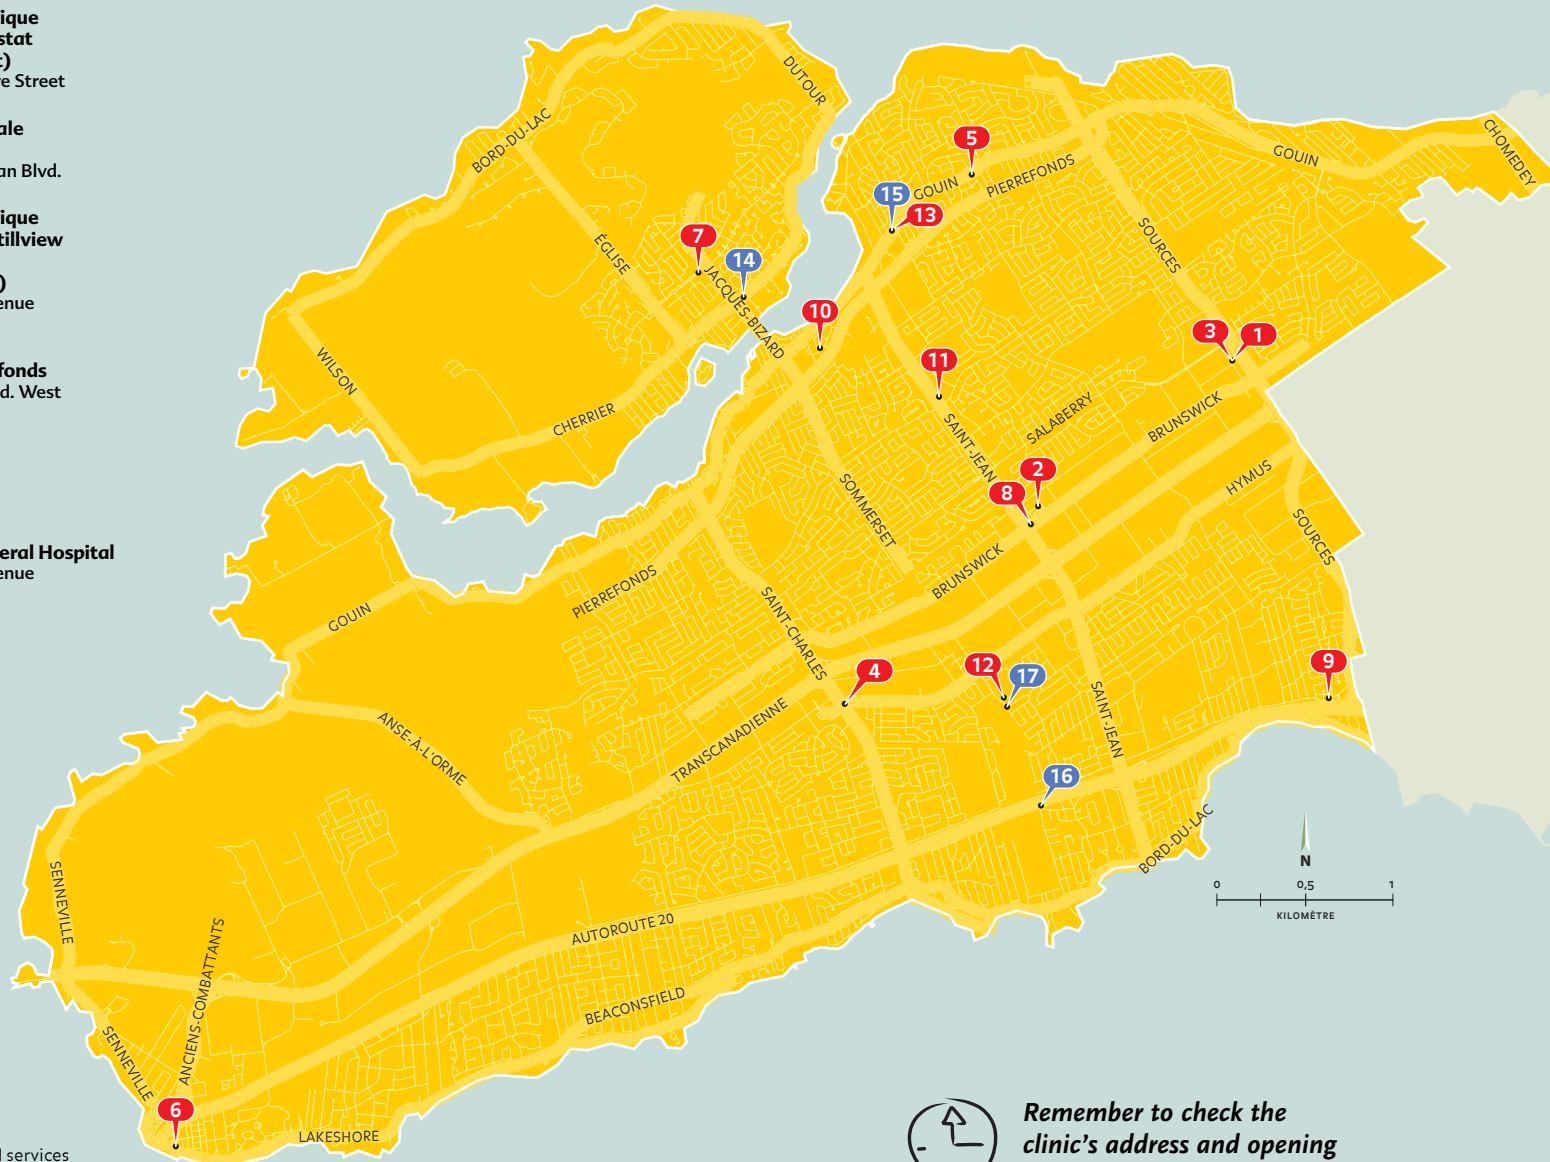 ique
stat
t)
e Street
ale
an Blvd.
ique
tillview
)
enue
fonds
d. West
eral Hospital
enue
l services
DUTOUR
BORD-DU-LAC
ÉGLISE
JACQUES-BIZARD
WILSON
CHERRIER
7
14
10
5
15
13
GOUIN
PIERREFONDS
GOUIN
CHOMEDEY
SOURCES
3
1
11
SAINT-JEAN
SALABERRY
BRUNSWICK
2
8
HYMUS
SOURCES
SOMMERSET
BRUNSWICK
PIERREFONDS
GOUIN
SAINT-CHARLES
4
12
17
9
SAINT-JEAN
TRANSCANADIENNE
ANSE-À-L'ORME
16
BORD-DU-LAC
N
0
0,5
1
KILOMÈTRE
SENNEVILLE
ANCIENS-COMBATTANTS
AUTOROUTE 20
BEACONSFIELD
SENNEVILLE
6
LAKESHORE
Remember to check the
clinic's address and opening